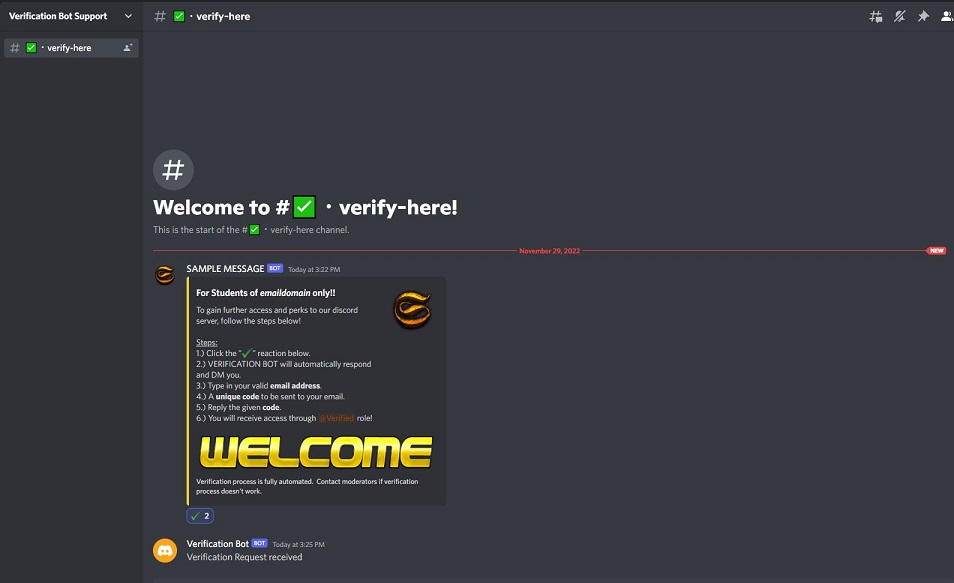 Verification Bot Support
# ✅・verify-here
# ✅・verify-here
#
Welcome to #✅・verify-here!
This is the start of the #✅・verify-here channel.
November 29, 2022 NEW
SAMPLE MESSAGE BOT Today at 3:22 PM
For Students of emaildomain only!!
To gain further access and perks to our discord
server, follow the steps below!
Steps:
1.) Click the "✓" reaction below.
2.) VERIFICATION BOT will automatically respond
and DM you.
3.) Type in your valid email address.
4.) A unique code to be sent to your email.
5.) Reply the given code.
6.) You will receive access through @Verified role!
WELCOME
Verification process is fully automated. Contact moderators if verification
process doesn't work.
✓ 2
Verification Bot BOT Today at 3:25 PM
Verification Request received